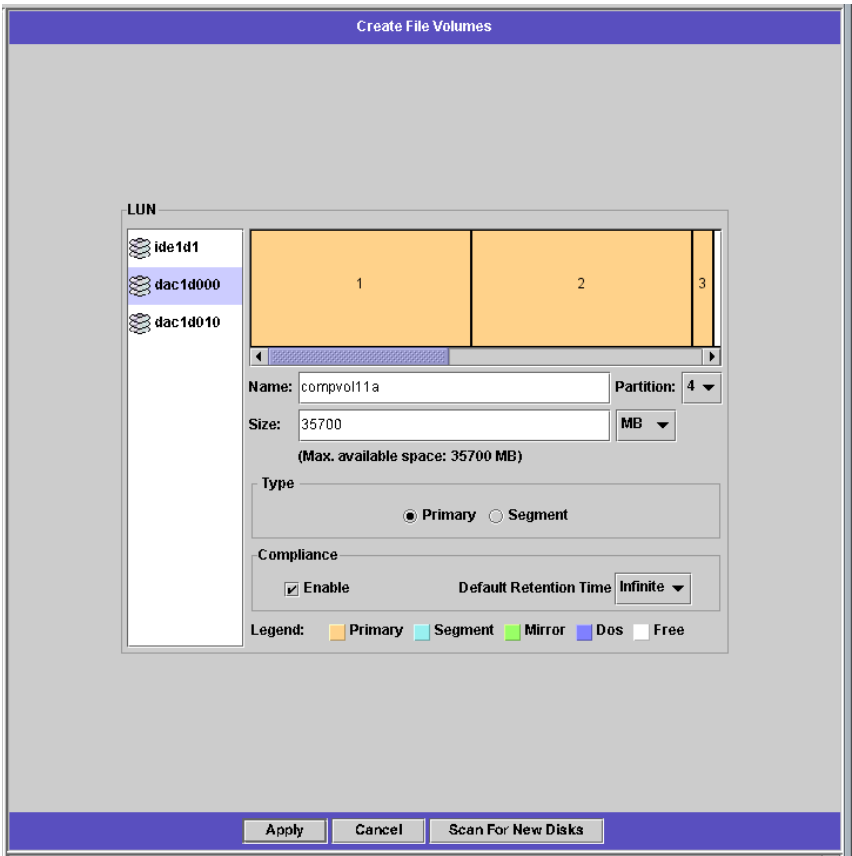 Create File Volumes
LUN
ide1d1
dac1d000
dac1d010
1 2 3
Name: compvol11a Partition: 4
Size: 35700 MB
(Max. available space: 35700 MB)
Type
Primary Segment
Compliance
Enable Default Retention Time Infinite
Legend: Primary Segment Mirror Dos Free
Apply Cancel Scan For New Disks